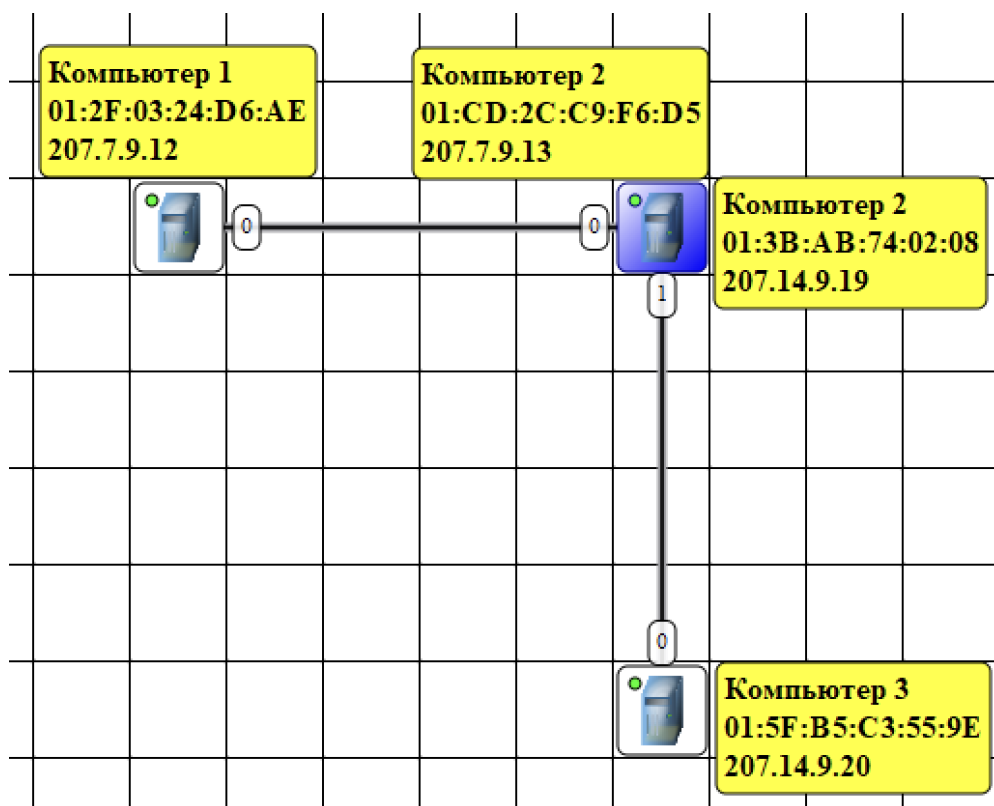 Компьютер 1
01:2F:03:24:D6:AE
207.7.9.12
Компьютер 2
01:CD:2C:C9:F6:D5
207.7.9.13
0
0
Компьютер 2
01:3B:AB:74:02:08
207.14.9.19
1
0
Компьютер 3
01:5F:B5:C3:55:9E
207.14.9.20